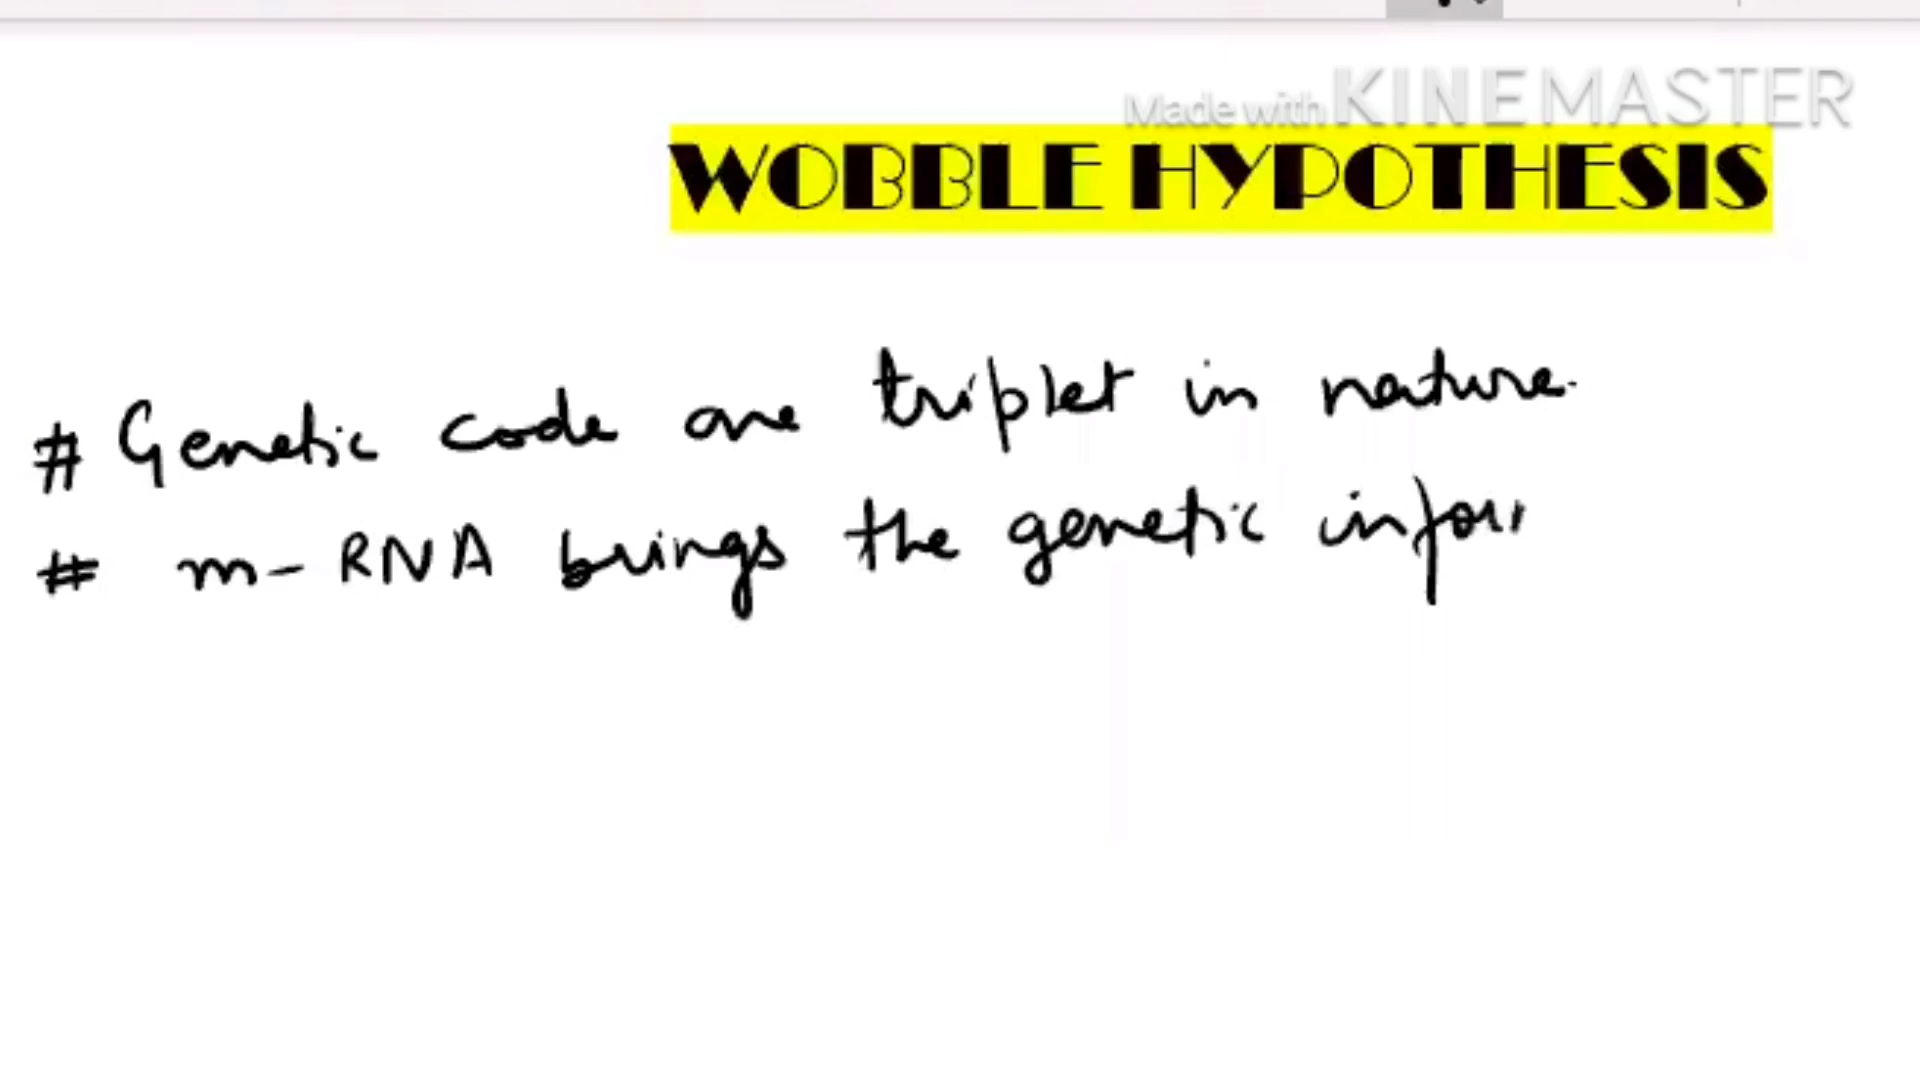 Made with KINEMASTER
WOBBLE HYPOTHESIS
# Genetic code are triplet in nature.
# m-RNA brings the genetic infor